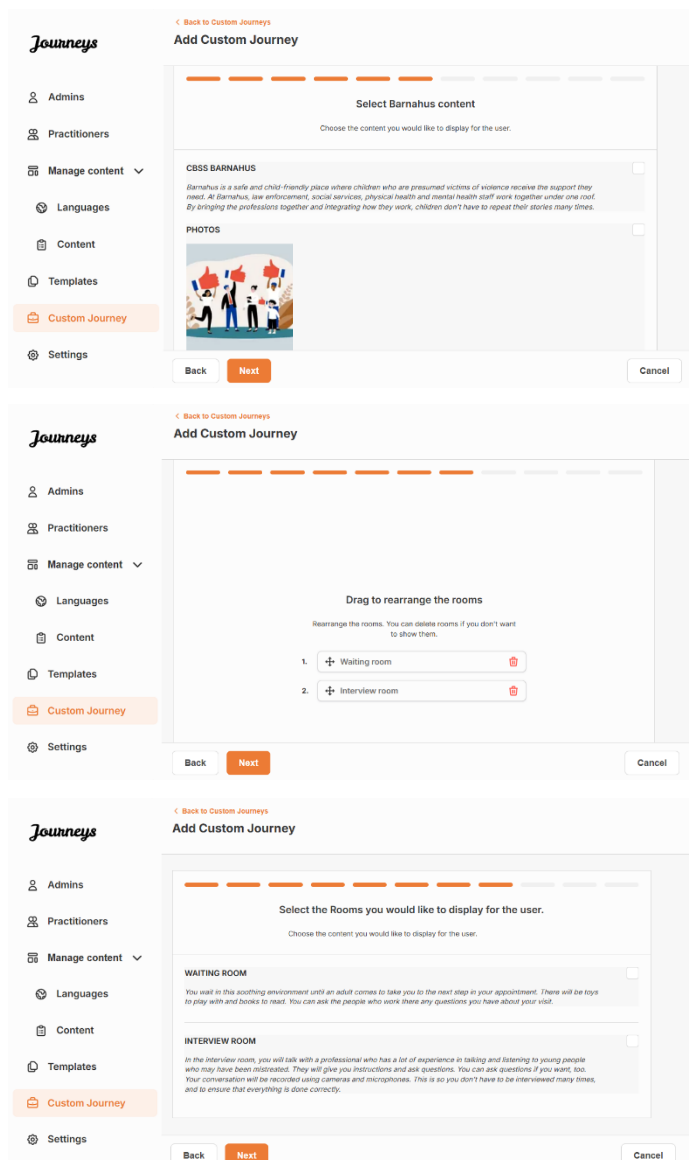 Journeys
Admins
Practitioners
Manage content
Languages
Content
Templates
Custom Journey
Settings
< Back to Custom Journeys
Add Custom Journey
Select Barnahus content
Choose the content you would like to display for the user.
CBSS BARNAHUS
Barnahus is a safe and child-friendly place where children who are presumed victims of violence receive the support they
need. At Barnahus, law enforcement, social services, physical health and mental health staff work together under one roof.
By bringing the professions together and integrating how they work, children don't have to repeat their stories many times.
PHOTOS
Back
Next
Cancel
Journeys
Admins
Practitioners
Manage content
Languages
Content
Templates
Custom Journey
Settings
< Back to Custom Journeys
Add Custom Journey
Drag to rearrange the rooms
Rearrange the rooms. You can delete rooms if you don't want
to show them.
1. Waiting room
2. Interview room
Back
Next
Cancel
Journeys
Admins
Practitioners
Manage content
Languages
Content
Templates
Custom Journey
Settings
< Back to Custom Journeys
Add Custom Journey
Select the Rooms you would like to display for the user.
Choose the content you would like to display for the user.
WAITING ROOM
You wait in this soothing environment until an adult comes to take you to the next step in your appointment. There will be toys
to play with and books to read. You can ask the people who work there any questions you have about your visit.
INTERVIEW ROOM
In the interview room, you will talk with a professional who has a lot of experience in talking and listening to young people
who may have been mistreated. They will give you instructions and ask questions. You can ask questions if you want, too.
Your conversation will be recorded using cameras and microphones. This is so you don't have to be interviewed many times,
and to ensure that everything is done correctly.
Back
Next
Cancel